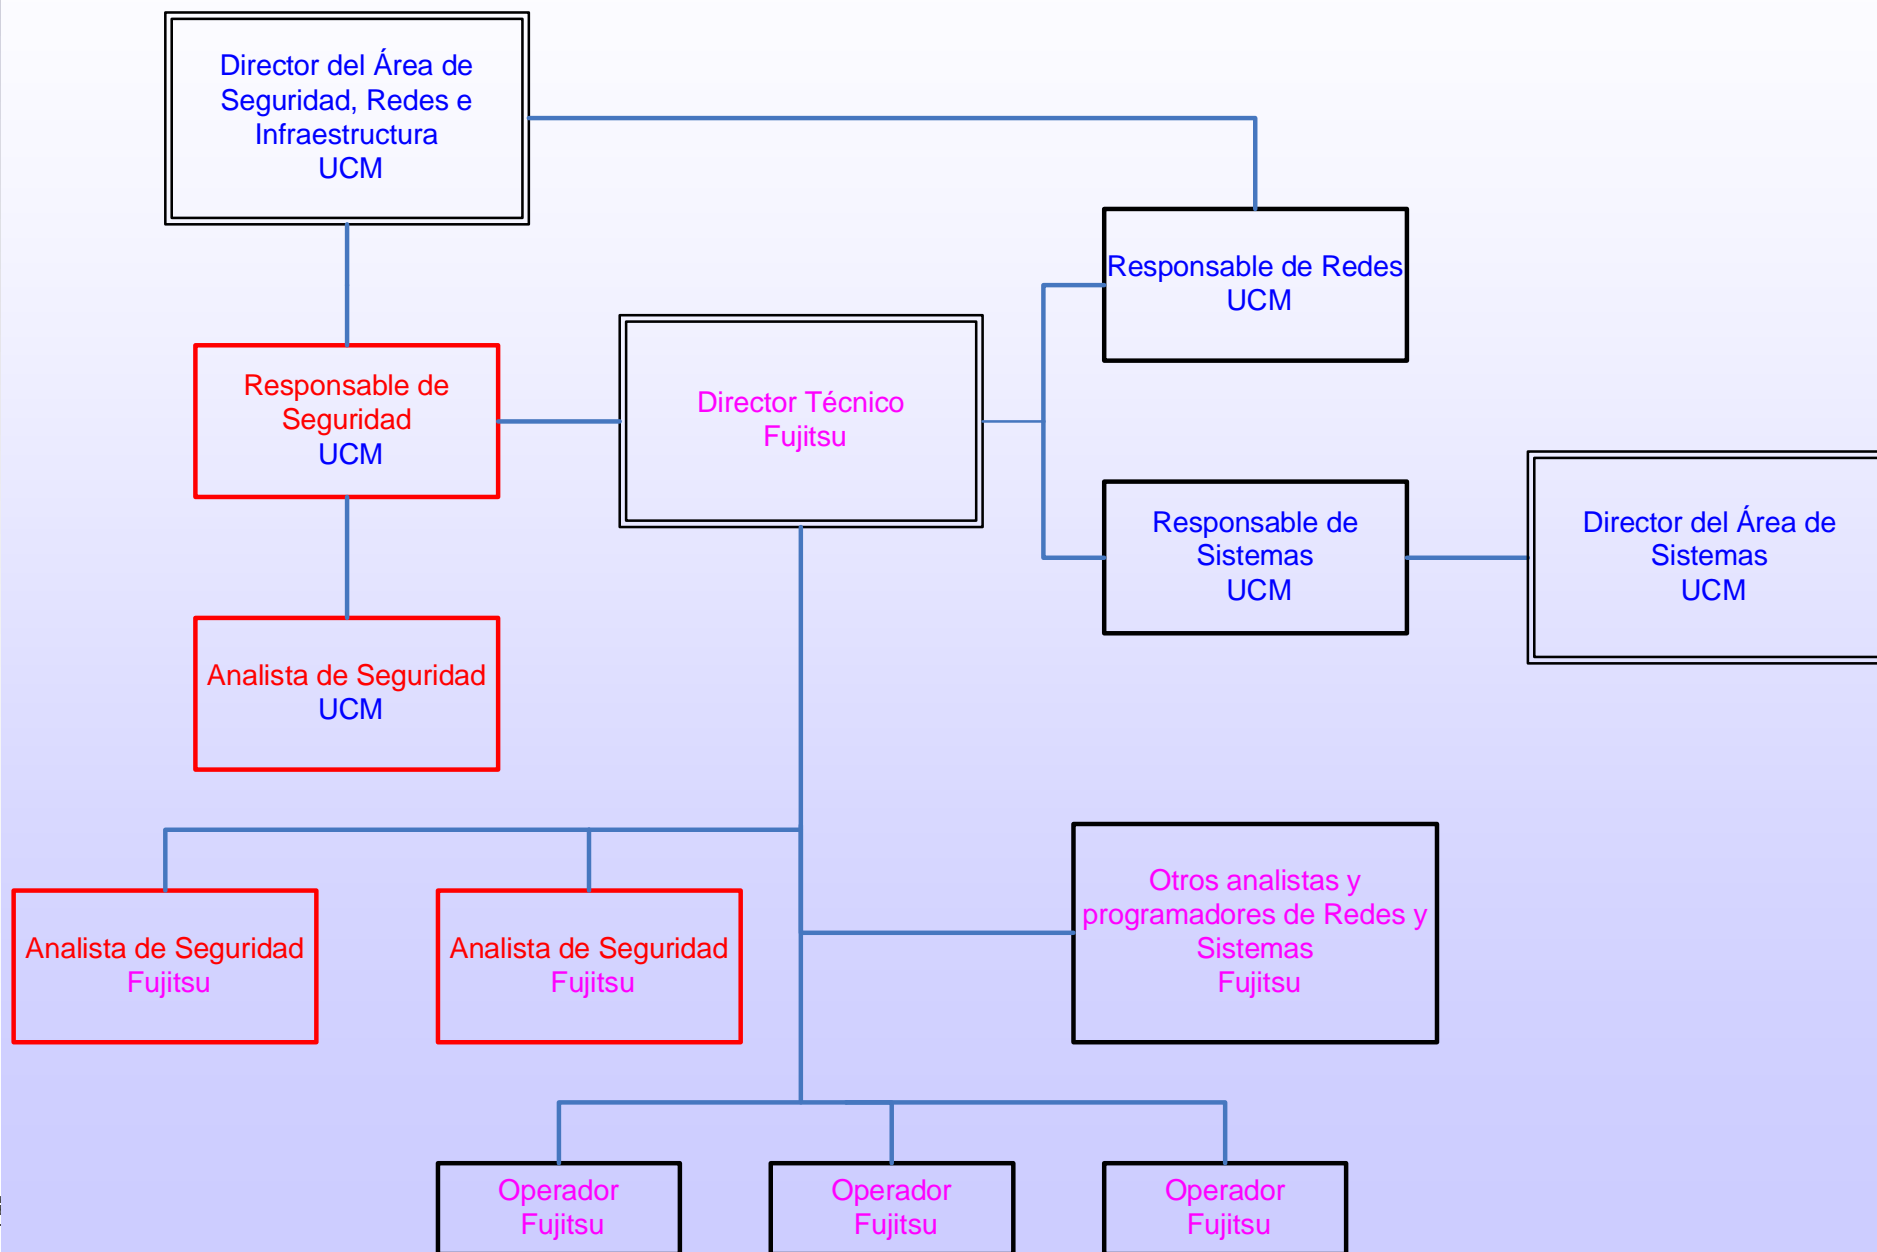 Director del Área de
Seguridad, Redes e
Infraestructura
UCM
Responsable de Redes
UCM
Responsable de
Seguridad
UCM
Director Técnico
Fujitsu
Responsable de
Sistemas
UCM
Director del Área de
Sistemas
UCM
Analista de Seguridad
UCM
Otros analistas y
programadores de Redes y
Sistemas
Fujitsu
Analista de Seguridad
Fujitsu
Analista de Seguridad
Fujitsu
Operador
Fujitsu
Operador
Fujitsu
Operador
Fujitsu